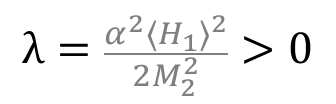 λ = α²⟨H₁⟩² / 2M₂² > 0